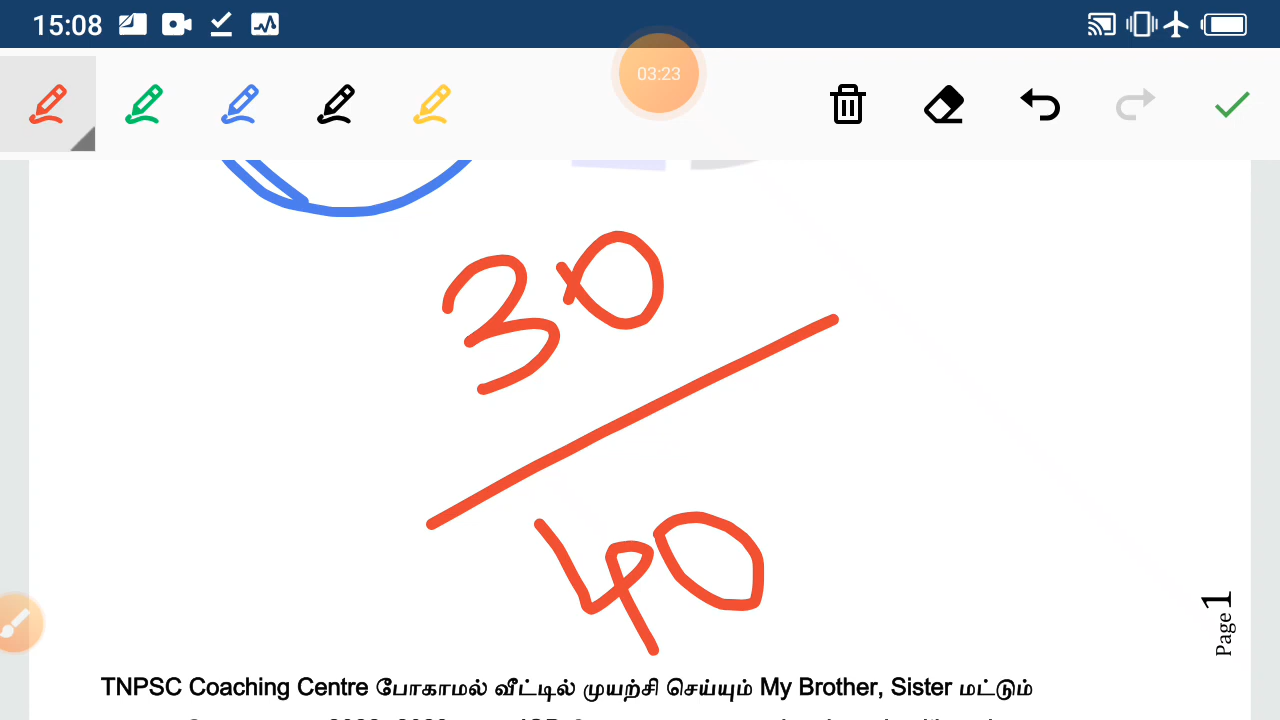 15:08
03:23
30
40
Page 1
TNPSC Coaching Centre போகாமல் வீட்டில் முயற்சி செய்யும் My Brother, Sister மட்டும்